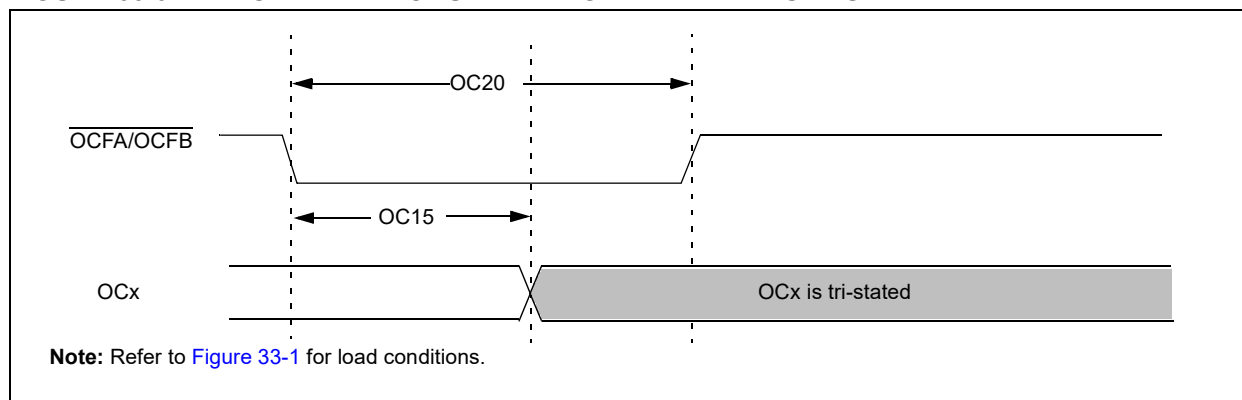 OC20
OCFA/OCFB
OC15
OCx
OCx is tri-stated
Note: Refer to Figure 33-1 for load conditions.